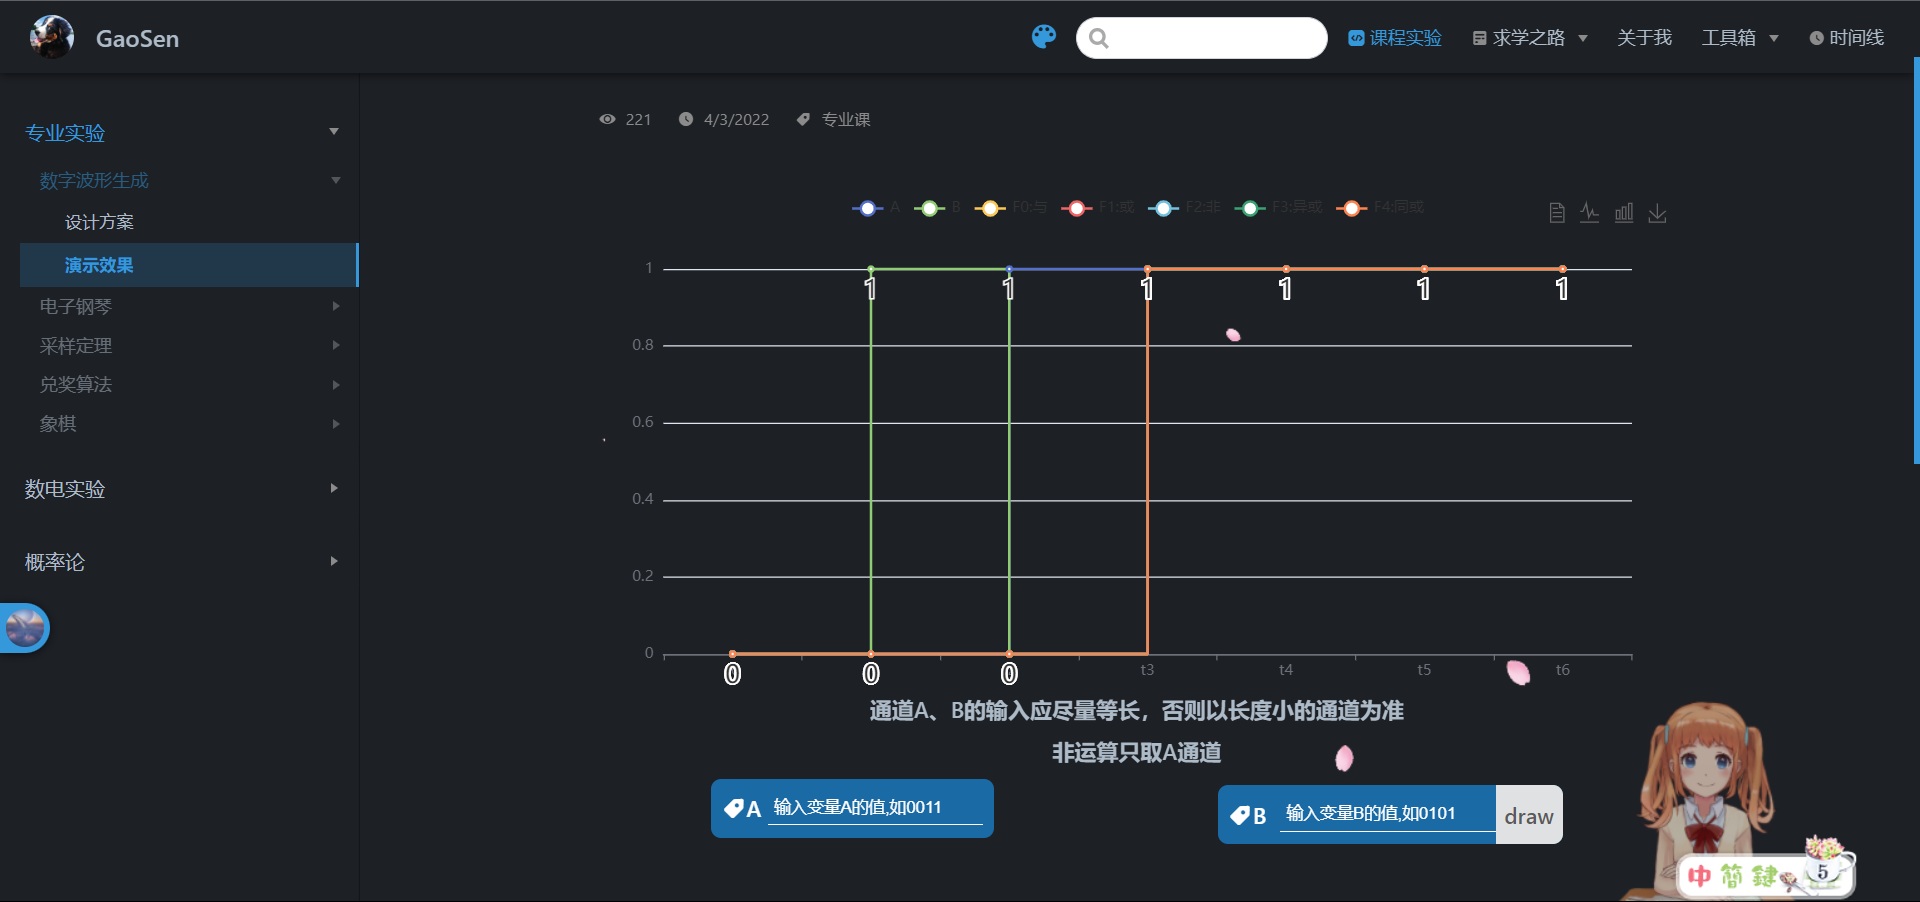 GaoSen
课程实验
求学之路
关于我
工具箱
时间线
专业实验
数字波形生成
设计方案
演示效果
电子钢琴
采样定理
兑奖算法
象棋
数电实验
概率论
221 4/3/2022 专业课
A B F0:与 F1:或 F2:非 F3:异或 F4:同或
1
1 1 1 1 1 1
0.8
0.6
0.4
0.2
0
0 0 0 t3 t4 t5 t6
通道A、B的输入应尽量等长，否则以长度小的通道为准
非运算只取A通道
A 输入变量A的值,如0011
B 输入变量B的值,如0101 draw
中 簡 鍵 5